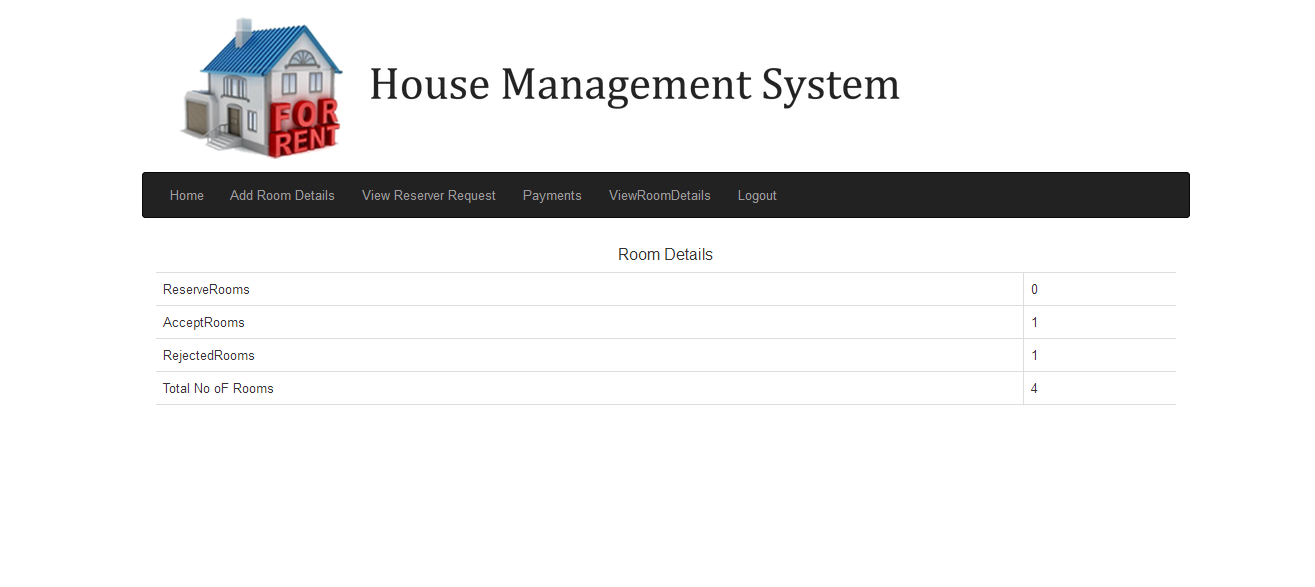 FOR
RENT
House Management System
Home Add Room Details View Reserver Request Payments ViewRoomDetails Logout
Room Details
ReserveRooms 0
AcceptRooms 1
RejectedRooms 1
Total No oF Rooms 4